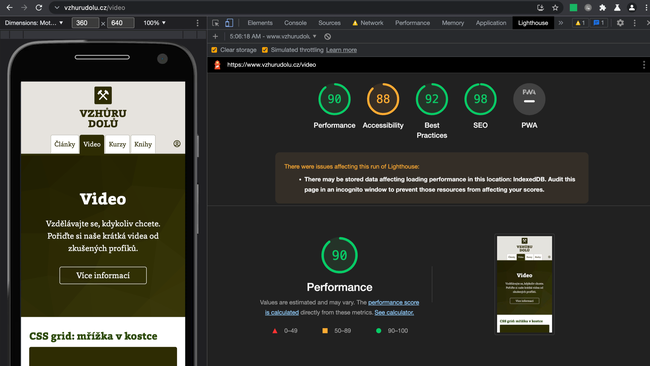 vzhurudolu.cz/video
Dimensions: Mot... 360 × 640 100%
Elements Console Sources Network Performance Memory Application Lighthouse 1 1
5:06:18 AM - www.vzhurudolu
Clear storage Simulated throttling Learn more
https://www.vzhurudolu.cz/video
VZHŮRU
DOLŮ
Články Video Kurzy Knihy
Video
Vzdělávajte se, kdykoliv chcete.
Pořiďte si naše krátká videa od
zkušených profíků.
Více informací
CSS grid: mřížka v kostce
90 88 92 98 PWA
Performance Accessibility Best Practices SEO PWA
There were issues affecting this run of Lighthouse:
• There may be stored data affecting loading performance in this location: IndexedDB. Audit this
page in an incognito window to prevent those resources from affecting your scores.
90
Performance
Values are estimated and may vary. The performance score
is calculated directly from these metrics. See calculator.
0–49 50–89 90–100
Video
CSS grid: mřížka v kostce